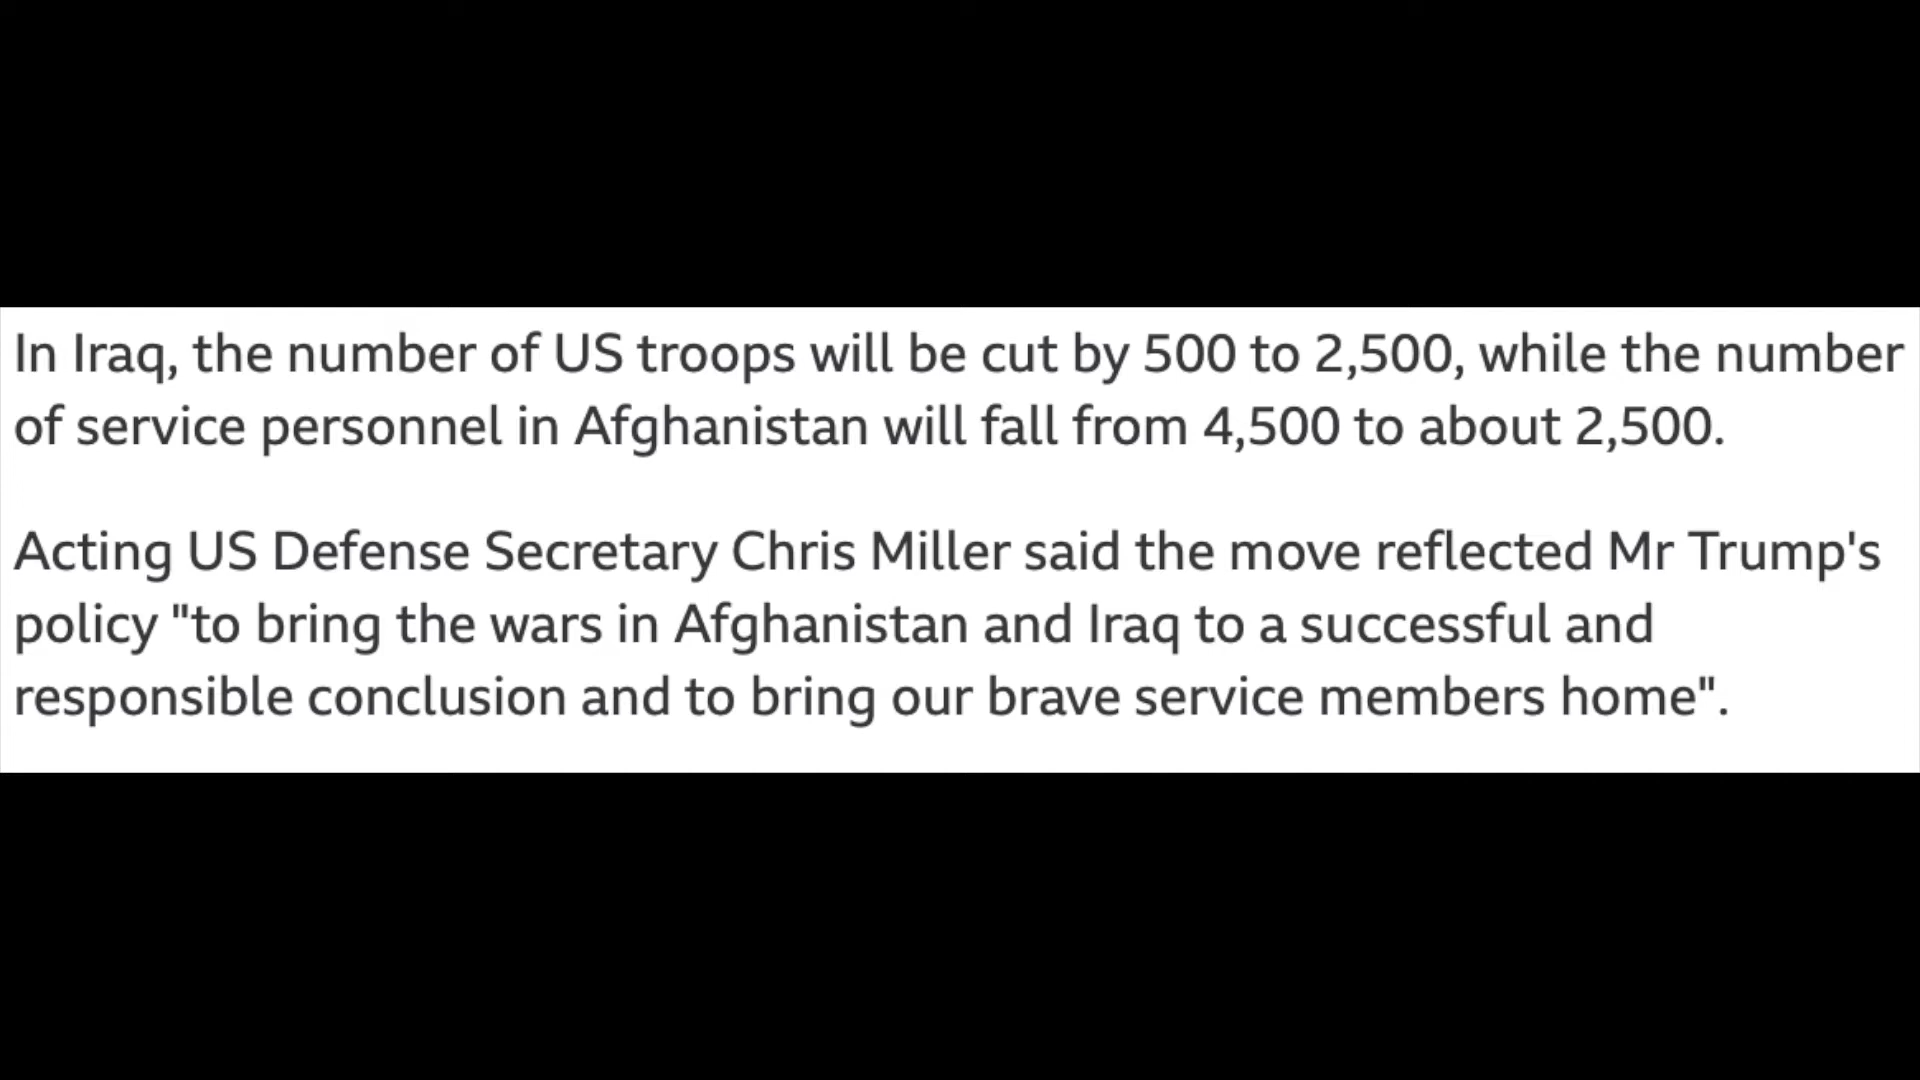 In Iraq, the number of US troops will be cut by 500 to 2,500, while the number
of service personnel in Afghanistan will fall from 4,500 to about 2,500.
Acting US Defense Secretary Chris Miller said the move reflected Mr Trump's
policy "to bring the wars in Afghanistan and Iraq to a successful and
responsible conclusion and to bring our brave service members home".